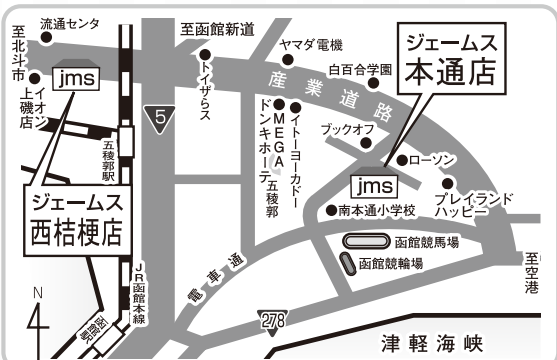 流通センタ
至北斗市
至函館新道
ヤマダ電機
ジェームス
本通店
jms
トイザらス
白百合学園
イオン
上磯店
産業道路
5
MEGA
ドンキホーテ
イトーヨーカドー
ブックオフ
五稜郭
五稜郭駅
ローソン
jms
ジェームス
西桔梗店
プレイランド
ハッピー
南本通小学校
函館競馬場
函館競輪場
電車通
至空港
JR函館本線
N
278
函館駅
津軽海峡